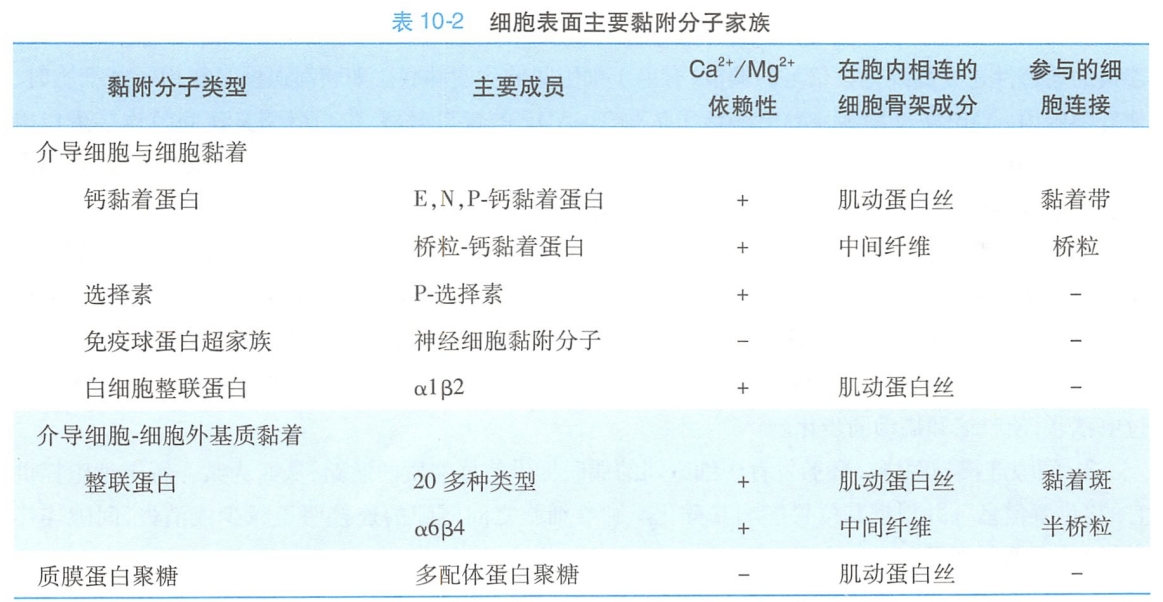 表 10-2 细胞表面主要黏附分子家族
黏附分子类型 主要成员 Ca²⁺/Mg²⁺依赖性 在胞内相连的细胞骨架成分 参与的细胞连接
介导细胞与细胞黏着
钙黏着蛋白 E,N,P-钙黏着蛋白 + 肌动蛋白丝 黏着带
桥粒-钙黏着蛋白 + 中间纤维 桥粒
选择素 P-选择素 + −
免疫球蛋白超家族 神经细胞黏附分子 − −
白细胞整联蛋白 α1β2 + 肌动蛋白丝 −
介导细胞-细胞外基质黏着
整联蛋白 20 多种类型 + 肌动蛋白丝 黏着斑
α6β4 + 中间纤维 半桥粒
质膜蛋白聚糖 多配体蛋白聚糖 − 肌动蛋白丝 −